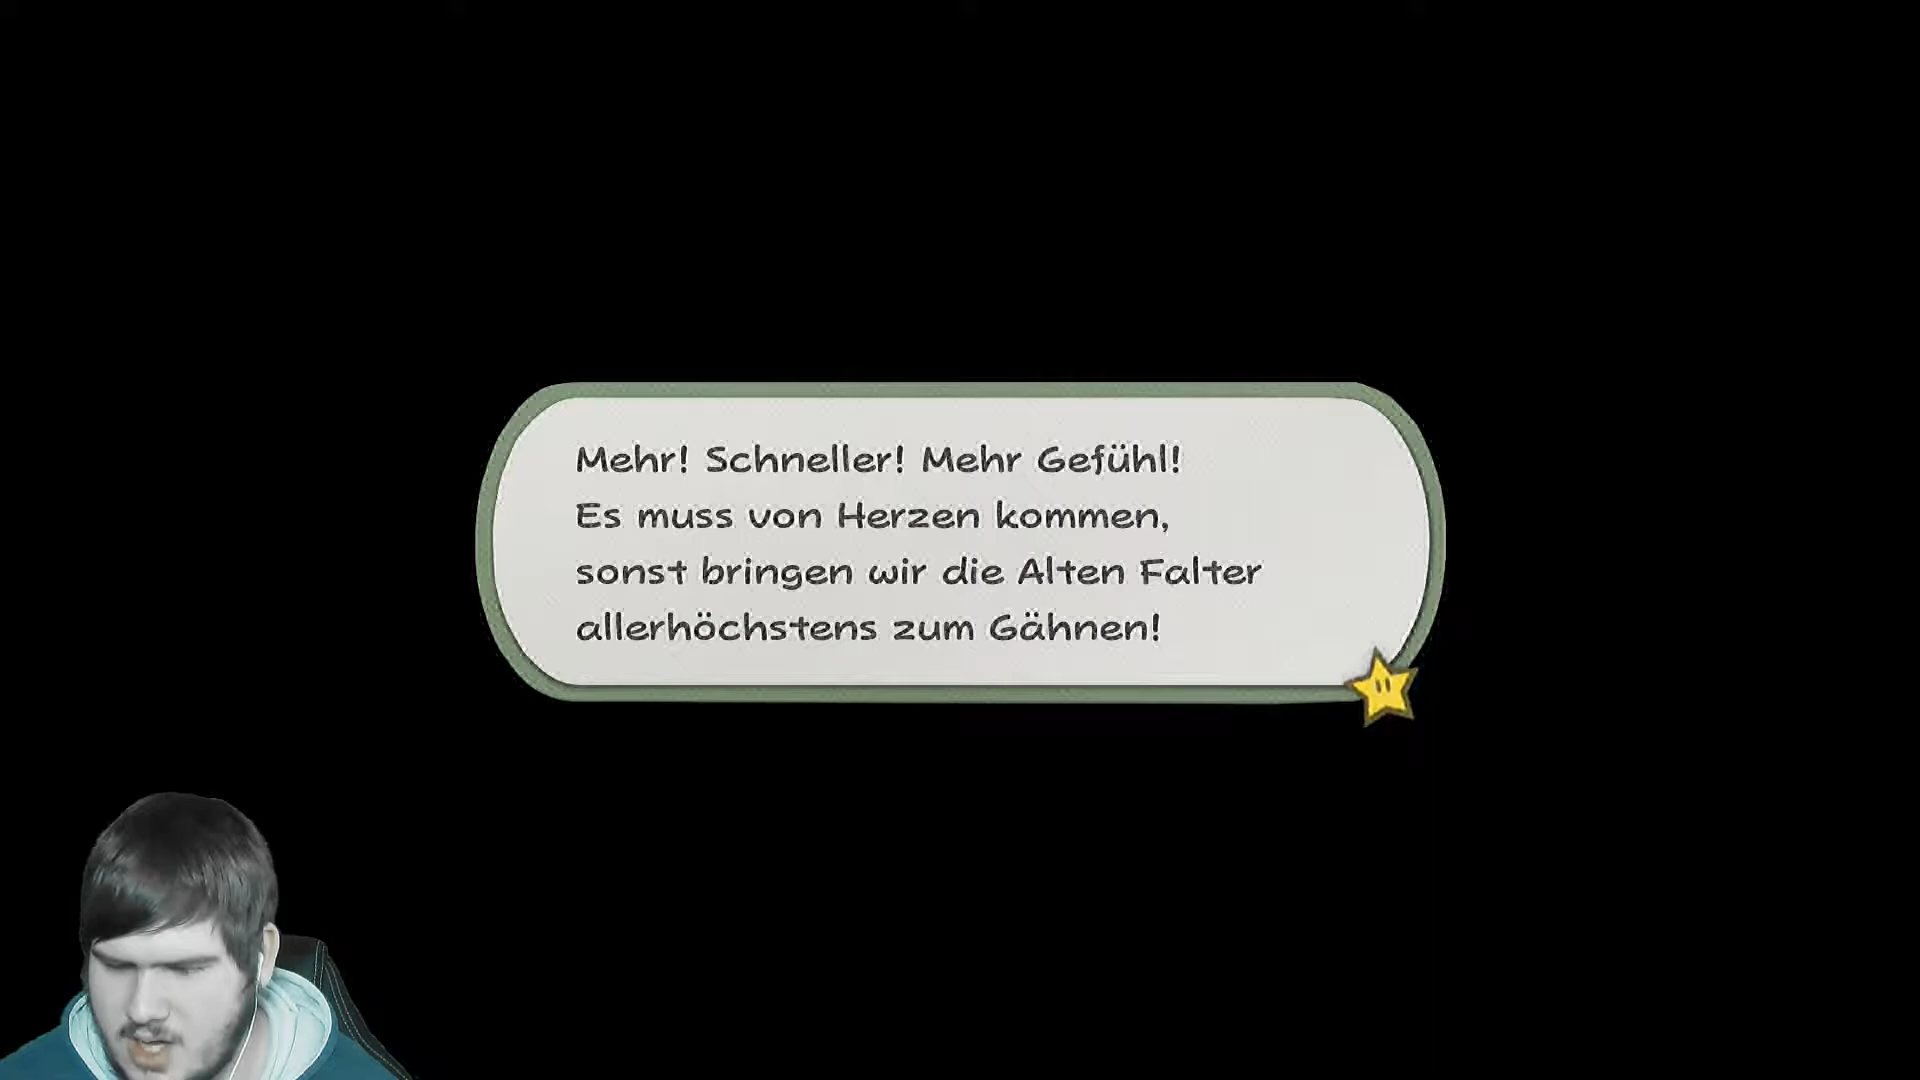 Mehr! Schneller! Mehr Gefühl!
Es muss von Herzen kommen,
sonst bringen wir die Alten Falter
allerhöchstens zum Gähnen!